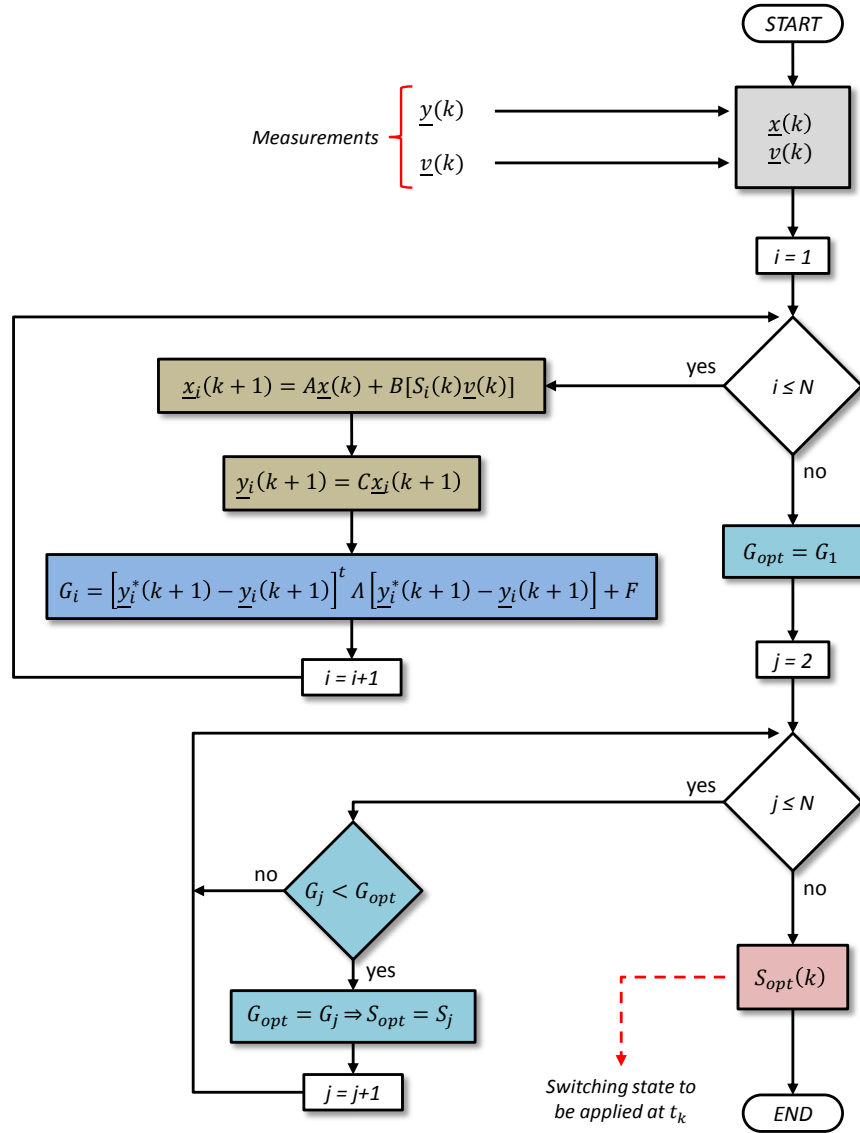 START
Measurements
y(k)
v(k)
x(k)
v(k)
i = 1
i ≤ N
yes
no
x_i(k + 1) = Ax(k) + B[S_i(k)v(k)]
y_i(k + 1) = Cx_i(k + 1)
G_i = [y_i^*(k + 1) − y_i(k + 1)]^t Λ [y_i^*(k + 1) − y_i(k + 1)] + F
i = i+1
G_opt = G_1
j = 2
j ≤ N
yes
no
G_j < G_opt
no
yes
G_opt = G_j ⇒ S_opt = S_j
j = j+1
S_opt(k)
Switching state to
be applied at t_k
END